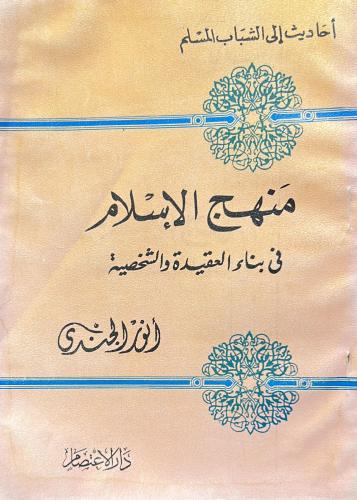 أحاديث إلى الشباب المسلم
منهج الإسلام
في بناء العقيدة والشخصية
أنور الجندي
دار الاعتصام